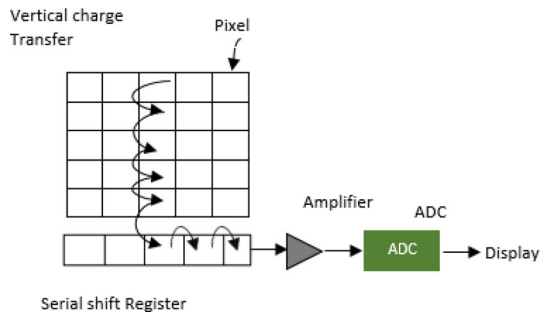 Vertical charge
Transfer
Pixel
Amplifier
ADC
ADC
Display
Serial shift Register